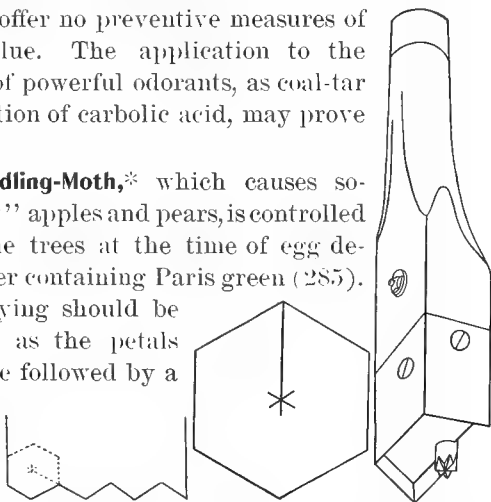 offer no preventive measures of
lue. The application to the
of powerful odorants, as coal-tar
tion of carbolic acid, may prove
dling-Moth,* which causes so-
” apples and pears, is controlled
e trees at the time of egg de-
er containing Paris green (285).
ying should be
as the petals
e followed by a